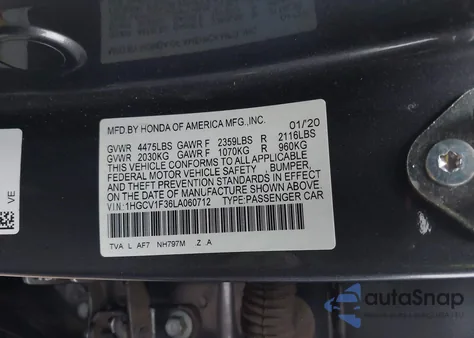 MFD.BY HONDA OF AMERICA MFG.,INC. 01/'20
GVWR 4475LBS GAWR F 2359LBS R 2116LBS
GVWR 2030KG GAWR F 1070KG R 960KG
THIS VEHICLE CONFORMS TO ALL APPLICABLE
FEDERAL MOTOR VEHICLE SAFETY , BUMPER,
AND THEFT PREVENTION STANDARDS IN EFFECT ON THE
DATE OF MANUFACTURE SHOWN ABOVE.
VIN:1HGCV1F36LA060712 TYPE:PASSENGER CAR
TVA L AF7 NH797M Z A
VE
autoSnap